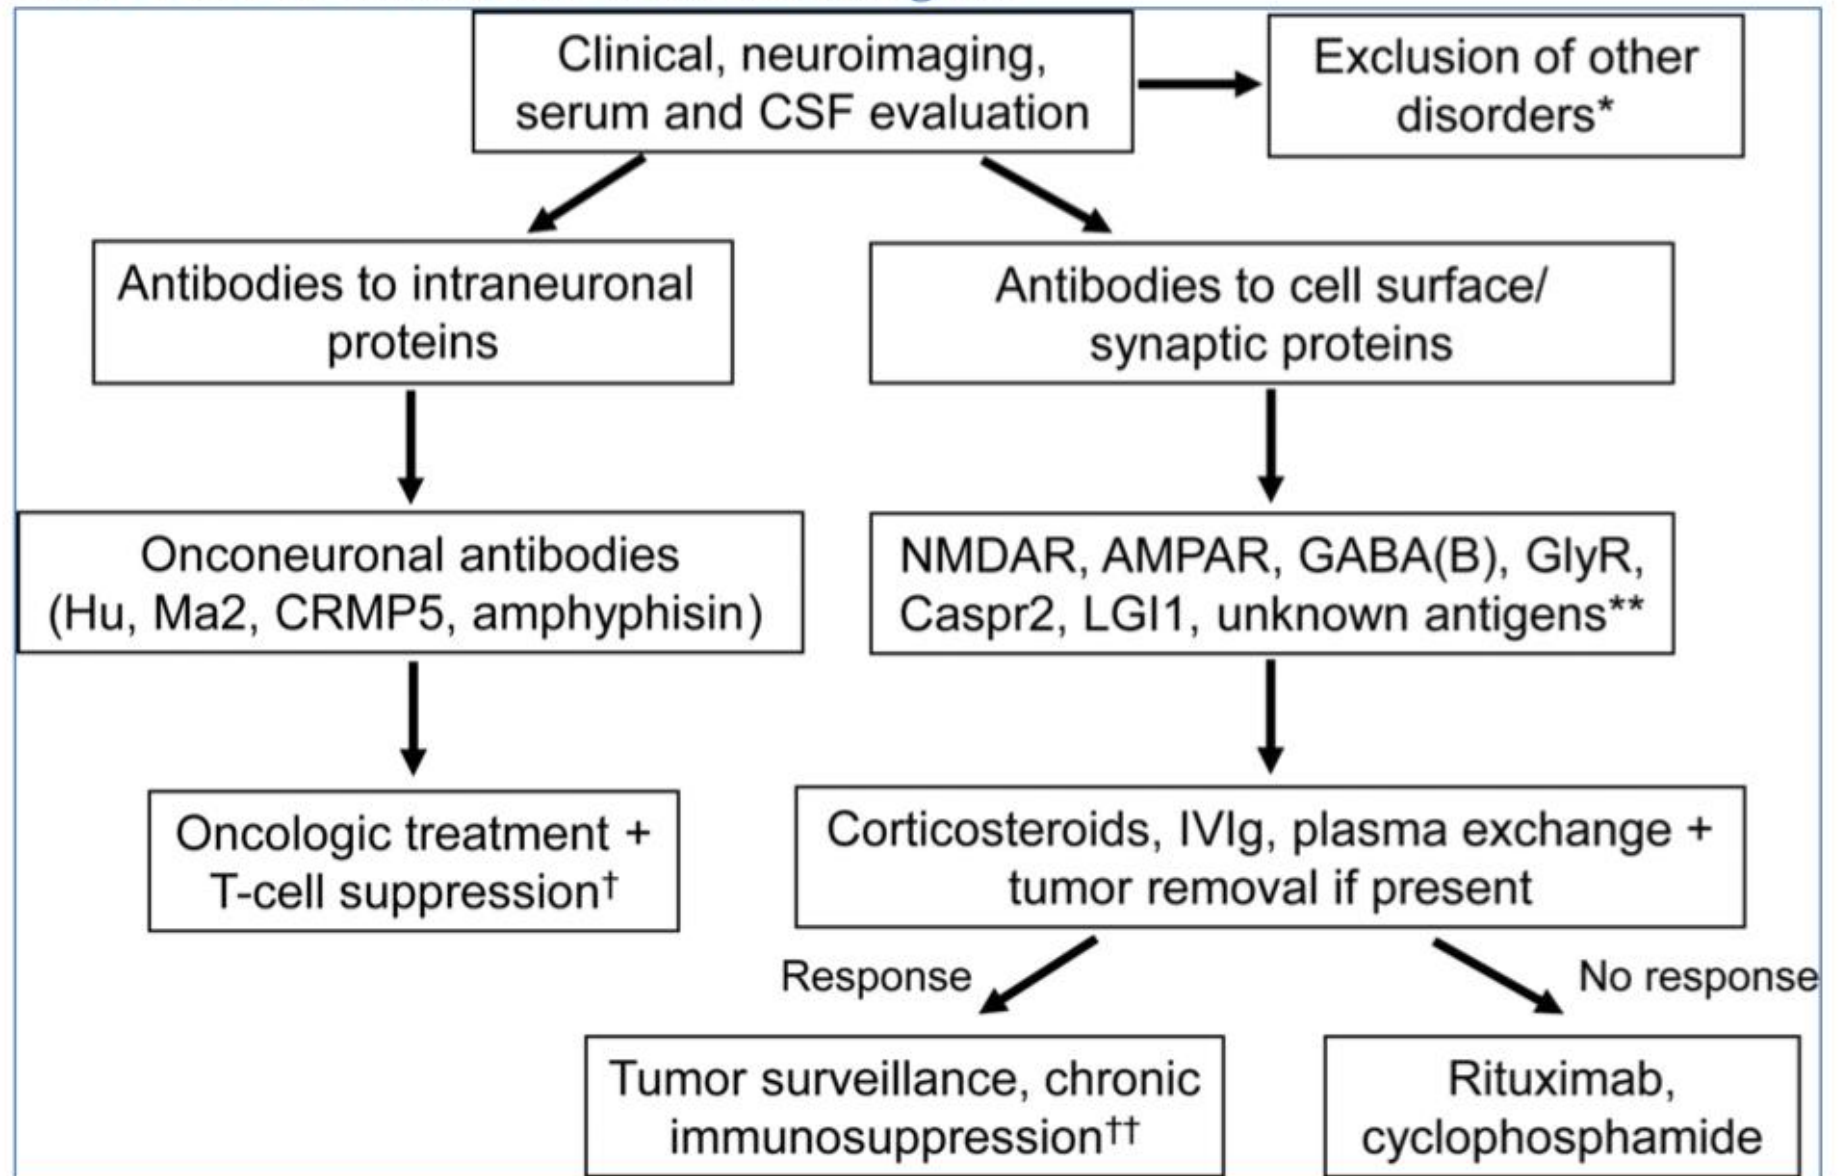 Clinical, neuroimaging,
serum and CSF evaluation
Exclusion of other
disorders*
Antibodies to intraneuronal
proteins
Antibodies to cell surface/
synaptic proteins
Onconeuronal antibodies
(Hu, Ma2, CRMP5, amphyphisin)
NMDAR, AMPAR, GABA(B), GlyR,
Caspr2, LGI1, unknown antigens**
Oncologic treatment +
T-cell suppression†
Corticosteroids, IVIg, plasma exchange +
tumor removal if present
Response
No response
Tumor surveillance, chronic
immunosuppression††
Rituximab,
cyclophosphamide